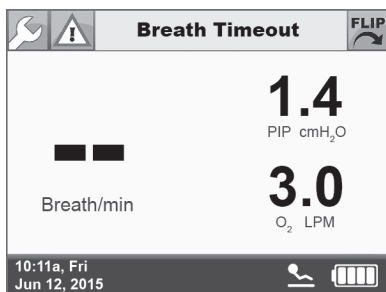 Breath Timeout
FLIP
1.4
PIP cmH₂O
--
Breath/min
3.0
O₂ LPM
10:11a, Fri
Jun 12, 2015